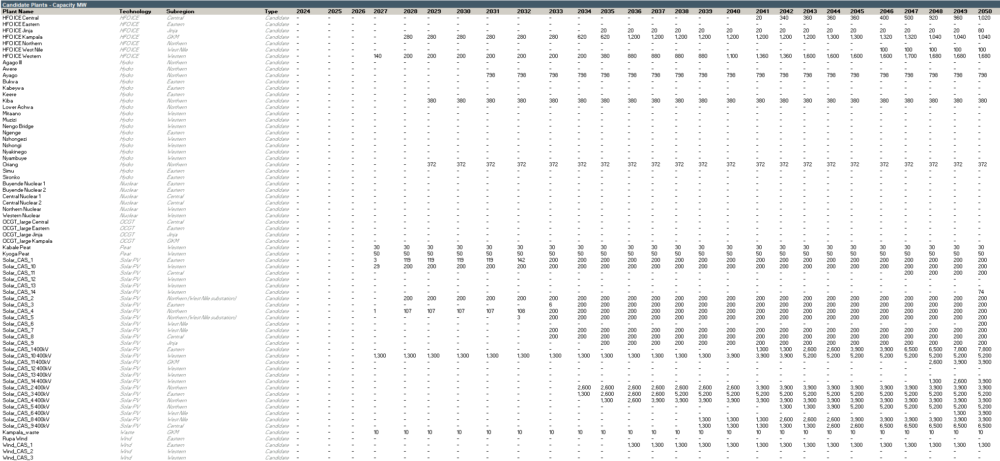 Candidate Plants - Capacity MW
Plant Name Technology Subregion Type 2024 2025 2026 2027 2028 2029 2030 2031 2032 2033 2034 2035 2036 2037 2038 2039 2040 2041 2042 2043 2044 2045 2046 2047 2048 2049 2050
HFO ICE Central HFO ICE Central Candidate - - - - - - - - - - - - - - - - - 20 340 360 360 360 400 500 920 960 1,020
HFO ICE Eastern HFO ICE Eastern Candidate - - - - - - - - - - - - - - - - - - - - - - - - - - -
HFO ICE Jinja HFO ICE Jinja Candidate - - - - - - - - - - - 20 20 20 20 20 20 20 20 20 20 20 20 20 20 20 80
HFO ICE Kampala HFO ICE GKM Candidate - - - - 280 280 280 280 280 280 620 620 1,200 1,200 1,200 1,200 1,200 1,200 1,200 1,200 1,300 1,300 1,320 1,320 1,040 1,040 1,040
HFO ICE Northern HFO ICE Northern Candidate - - - - - - - - - - - - - - - - - - - - - - - - - - -
HFO ICE West Nile HFO ICE West Nile Candidate - - - - - - - - - - - - - - - - - - - - - - 100 100 100 100 100
HFO ICE Western HFO ICE Western Candidate - - - 140 200 200 200 200 200 200 200 380 880 880 880 880 1,100 1,360 1,360 1,600 1,600 1,600 1,600 1,700 1,680 1,680 1,680
Agago III Hydro Northern Candidate - - - - - - - - - - - - - - - - - - - - - - - - - - -
Awere Hydro Northern Candidate - - - - - - - - - - - - - - - - - - - - - - - - - - -
Ayago Hydro Northern Candidate - - - - - - - 798 798 798 798 798 798 798 798 798 798 798 798 798 798 798 798 798 798 798 798
Bukwa Hydro Eastern Candidate - - - - - - - - - - - - - - - - - - - - - - - - - - -
Kabeywa Hydro Eastern Candidate - - - - - - - - - - - - - - - - - - - - - - - - - - -
Keere Hydro Eastern Candidate - - - - - - - - - - - - - - - - - - - - - - - - - - -
Kiba Hydro Northern Candidate - - - - - 380 380 380 380 380 380 380 380 380 380 380 380 380 380 380 380 380 380 380 380 380 380
Lower Achwa Hydro Northern Candidate - - - - - - - - - - - - - - - - - - - - - - - - - - -
Mitaano Hydro Western Candidate - - - - - - - - - - - - - - - - - - - - - - - - - - -
Muzizi Hydro Western Candidate - - - - - - - - - - - - - - - - - - - - - - - - - - -
Nengo Bridge Hydro Western Candidate - - - - - - - - - - - - - - - - - - - - - - - - - - -
Ngenge Hydro Eastern Candidate - - - - - - - - - - - - - - - - - - - - - - - - - - -
Nshongezi Hydro Western Candidate - - - - - - - - - - - - - - - - - - - - - - - - - - -
Nshongi Hydro Western Candidate - - - - - - - - - - - - - - - - - - - - - - - - - - -
Nyakinego Hydro Western Candidate - - - - - - - - - - - - - - - - - - - - - - - - - - -
Nyambuye Hydro Western Candidate - - - - - - - - - - - - - - - - - - - - - - - - - - -
Oriang Hydro Northern Candidate - - - - - 372 372 372 372 372 372 372 372 372 372 372 372 372 372 372 372 372 372 372 372 372 372
Simu Hydro Eastern Candidate - - - - - - - - - - - - - - - - - - - - - - - - - - -
Sironko Hydro Eastern Candidate - - - - - - - - - - - - - - - - - - - - - - - - - - -
Buyende Nuclear 1 Nuclear Eastern Candidate - - - - - - - - - - - - - - - - - - - - - - - - - - -
Buyende Nuclear 2 Nuclear Eastern Candidate - - - - - - - - - - - - - - - - - - - - - - - - - - -
Central Nuclear 1 Nuclear Central Candidate - - - - - - - - - - - - - - - - - - - - - - - - - - -
Central Nuclear 2 Nuclear Central Candidate - - - - - - - - - - - - - - - - - - - - - - - - - - -
Northern Nuclear Nuclear Western Candidate - - - - - - - - - - - - - - - - - - - - - - - - - - -
Western Nuclear Nuclear Western Candidate - - - - - - - - - - - - - - - - - - - - - - - - - - -
OCGT_large Central OCGT Central Candidate - - - - - - - - - - - - - - - - - - - - - - - - - - -
OCGT_large Eastern OCGT Eastern Candidate - - - - - - - - - - - - - - - - - - - - - - - - - - -
OCGT_large Jinja OCGT Jinja Candidate - - - - - - - - - - - - - - - - - - - - - - - - - - -
OCGT_large Kampala OCGT GKM Candidate - - - - - - - - - - - - - - - - - - - - - - - - - - -
Kabale Peat Peat Western Candidate - - - 30 30 30 30 30 30 30 30 30 30 30 30 30 30 30 30 30 30 30 30 30 30 30 30
Kyoga Peat Peat Western Candidate - - - 50 50 50 50 50 50 50 50 50 50 50 50 50 50 50 50 50 50 50 50 50 50 50 50
Solar_CAS_1 Solar PV Eastern Candidate - - - 3 119 119 119 119 142 200 200 200 200 200 200 200 200 200 200 200 200 200 200 200 200 200 200
Solar_CAS_10 Solar PV Western Candidate - - - 29 200 200 200 200 200 200 200 200 200 200 200 200 200 200 200 200 200 200 200 200 200 200 200
Solar_CAS_11 Solar PV Central Candidate - - - - - - - - - - - - - - - - - - - - - - - 200 200 200 200
Solar_CAS_12 Solar PV Western Candidate - - - - - - - - - - - - - - - - - - - - - - - - - - -
Solar_CAS_13 Solar PV Western Candidate - - - - - - - - - - - - - - - - - - - - - - - - - - -
Solar_CAS_14 Solar PV Western Candidate - - - - - - - - - - - - - - - - - - - - - - - - - - 74
Solar_CAS_2 Solar PV Northern (West Nile substation) Candidate - - - - 200 200 200 200 200 200 200 200 200 200 200 200 200 200 200 200 200 200 200 200 200 200 200
Solar_CAS_3 Solar PV Eastern Candidate - - - - - - - - - 6 200 200 200 200 200 200 200 200 200 200 200 200 200 200 200 200 200
Solar_CAS_4 Solar PV Northern Candidate - - - 1 107 107 107 107 108 200 200 200 200 200 200 200 200 200 200 200 200 200 200 200 200 200 200
Solar_CAS_5 Solar PV Northern (West Nile substation) Candidate - - - - - - - - 3 200 200 200 200 200 200 200 200 200 200 200 200 200 200 200 200 200 200
Solar_CAS_6 Solar PV West Nile Candidate - - - - - - - - - - - - - - - - - - - - - - - - - - 200
Solar_CAS_7 Solar PV West Nile Candidate - - - - - - - - - 200 200 200 200 200 200 200 200 200 200 200 200 200 200 200 200 200 200
Solar_CAS_8 Solar PV Central Candidate - - - - - - - - - 200 200 200 200 200 200 200 200 200 200 200 200 200 200 200 200 200 200
Solar_CAS_9 Solar PV Jinja Candidate - - - - - - - - - - - 200 200 200 200 200 200 200 200 200 200 200 200 200 200 200 200
Solar_CAS_1 400kV Solar PV Eastern Candidate - - - - - - - - - - - - - - - - - 1,300 1,300 2,600 2,600 3,900 3,900 6,500 6,500 7,800 7,800
Solar_CAS_10 400kV Solar PV Western Candidate - - - 1,300 1,300 1,300 1,300 1,300 1,300 1,300 1,300 1,300 1,300 1,300 1,300 1,300 3,900 3,900 3,900 5,200 5,200 5,200 5,200 5,200 5,200 5,200 5,200
Solar_CAS_11 400kV Solar PV GKM Candidate - - - - - - - - - - - - - - - - - - - - - - - - 2,600 3,900 3,900
Solar_CAS_12 400kV Solar PV Western Candidate - - - - - - - - - - - - - - - - - - - - - - - - - - -
Solar_CAS_13 400kV Solar PV Western Candidate - - - - - - - - - - - - - - - - - - - - - - - - - - -
Solar_CAS_14 400kV Solar PV Western Candidate - - - - - - - - - - - - - - - - - - - - - - - - 1,300 2,600 3,900
Solar_CAS_2 400kV Solar PV Northern Candidate - - - - - - - - - - 2,600 2,600 2,600 2,600 2,600 2,600 2,600 3,900 3,900 3,900 3,900 3,900 3,900 3,900 3,900 3,900 3,900
Solar_CAS_3 400kV Solar PV Eastern Candidate - - - - - - - - - - 1,300 2,600 2,600 2,600 5,200 5,200 5,200 5,200 5,200 5,200 5,200 5,200 5,200 5,200 5,200 5,200 5,200
Solar_CAS_4 400kV Solar PV Northern Candidate - - - - - - - - - - - 1,300 2,600 3,900 3,900 3,900 3,900 3,900 3,900 3,900 3,900 3,900 3,900 3,900 3,900 3,900 3,900
Solar_CAS_5 400kV Solar PV Northern Candidate - - - - - - - - - - - - - - - - - - 1,300 1,300 3,900 5,200 5,200 5,200 5,200 5,200 5,200
Solar_CAS_6 400kV Solar PV West Nile Candidate - - - - - - - - - - - - - - - - - - - - - - - - - 1,300 3,900
Solar_CAS_8 400kV Solar PV West Nile Candidate - - - - - - - - - - - - - - - 1,300 1,300 1,300 2,600 2,600 2,600 3,900 3,900 3,900 3,900 3,900 3,900
Solar_CAS_9 400kV Solar PV Central Candidate - - - - - - - - - - - - - - - 1,300 1,300 1,300 1,300 1,300 2,600 2,600 6,500 6,500 6,500 6,500 6,500
Kampala_waste Waste GKM Candidate - - - 10 10 10 10 10 10 10 10 10 10 10 10 10 10 10 10 10 10 10 10 10 10 10 10
Rupa Wind Wind Eastern Candidate - - - - - - - - - - - - - - - - - - - - - - - - - - -
Wind_CAS_1 Wind Eastern Candidate - - - - - - - - - - - - 1,300 1,300 1,300 1,300 1,300 1,300 1,300 1,300 1,300 1,300 1,300 1,300 1,300 1,300 1,300
Wind_CAS_2 Wind Western Candidate - - - - - - - - - - - - - - - - - - - - - - - - - - -
Wind_CAS_3 Wind Western Candidate - - - - - - - - - - - - - - - - - - - - - - - - - - -